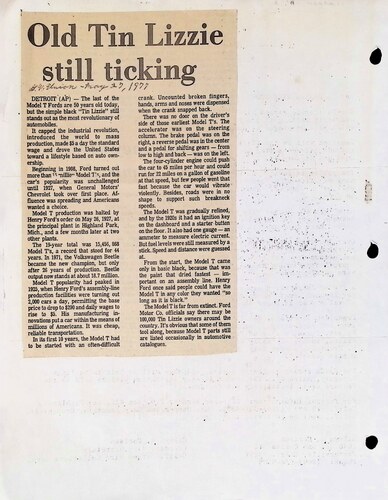 Old Tin Lizzie
still ticking
DETROIT (AP) — The last of the
Model T Fords are 50 years old today,
but the simple black "Tin Lizzie" still
stands out as the most revolutionary of
automobiles.
It capped the industrial revolution,
introduced the world to mass
production, made $5 a day the standard
wage and drove the United States
toward a lifestyle based on auto own-
ership.
Beginning in 1908, Ford turned out
more than 15 million Model T's, and the
car's popularity was unchallenged
until 1927, when General Motors'
Chevrolet took over first place. Af-
fluence was spreading and Americans
wanted a choice.
Model T production was halted by
Henry Ford's order on May 26, 1927, at
the principal plant in Highland Park,
Mich., and a few months later at two
other plants.
The 19-year total was 15,456,868
Model T's, a record that stood for 44
years. In 1971, the Volkswagen Beetle
became the new champion, but only
after 26 years of production. Beetle
output now stands at about 18.7 million.
Model T popularity had peaked in
1923, when Henry Ford's assembly-line
production facilities were turning out
2,000 cars a day, permitting the base
price to drop to $290 and daily wages to
rise to $5. His manufacturing in-
novations put a car within the means of
millions of Americans. It was cheap,
reliable transportation.
In its first 10 years, the Model T had
to be started with an often-difficult
crank. Uncounted broken fingers,
hands, arms and noses were dispensed
when the crank snapped back.
There was no door on the driver's
side of those earliest Model T's. The
accelerator was on the steering
column. The brake pedal was on the
right, a reverse pedal in the center
and a pedal for shifting gears — from
low to high and back — was on the left.
The four-cylinder engine could push
the car to 45 miles per hour and could
run for 22 miles on a gallon of gasoline
at that speed, but few people went that
fast because the car would vibrate
violently. Besides, roads were in no
shape to support such breakneck
speeds.
The Model T was gradually refined,
and by the 1920s it had an ignition key
on the dashboard and a starter button
on the floor. It also had one gauge — an
ammeter to measure electric current.
But fuel levels were still measured by a
stick. Speed and distance were guessed
at.
From the start, the Model T came
only in basic black, because that was
the paint that dried fastest — impor-
tant on an assembly line. Henry
Ford once said people could have the
Model T in any color they wanted "so
long as it is black."
The Model T is far from extinct. Ford
Motor Co. officials say there may be
100,000 Tin Lizzie owners around the
country. It's obvious that some of them
tool along, because Model T parts still
are listed occasionally in automotive
catalogues.